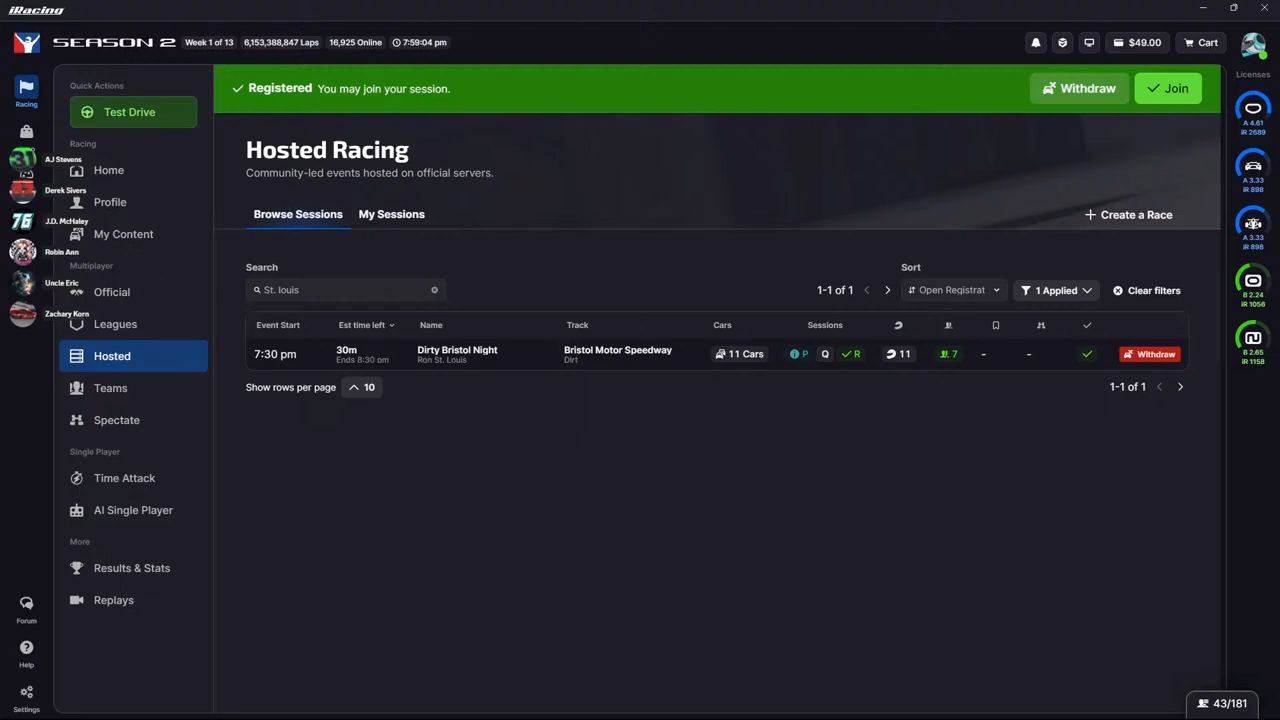 iRacing
SEASON 2
Week 1 of 13
6,153,388,847 Laps
16,925 Online
7:59:04 pm
$49.00
Cart
Racing
Forum
Help
Settings
A.J Stevens
Derek Sivers
J.D. McHaley
Robin Ann
Uncle Eric
Zachary Korn
31
76
Quick Actions
Test Drive
Racing
Home
Profile
My Content
Multiplayer
Official
Leagues
Hosted
Teams
Spectate
Single Player
Time Attack
AI Single Player
More
Results & Stats
Replays
Registered You may join your session.
Withdraw
Join
Hosted Racing
Community-led events hosted on official servers.
Browse Sessions
My Sessions
Create a Race
Search
St. louis
1-1 of 1
Sort
Open Registrat
1 Applied
Clear filters
Event Start
Est time left
Name
Track
Cars
Sessions
7:30 pm
30m
Ends 8:30 pm
Dirty Bristol Night
Ron St. Louis
Bristol Motor Speedway
Dirt
11 Cars
P
Q
R
11
7
-
-
Withdraw
Show rows per page
10
1-1 of 1
Licenses
A 4.61
iR 2689
A 3.33
iR 898
A 3.33
iR 898
B 2.24
iR 1056
B 2.65
iR 1158
43/181